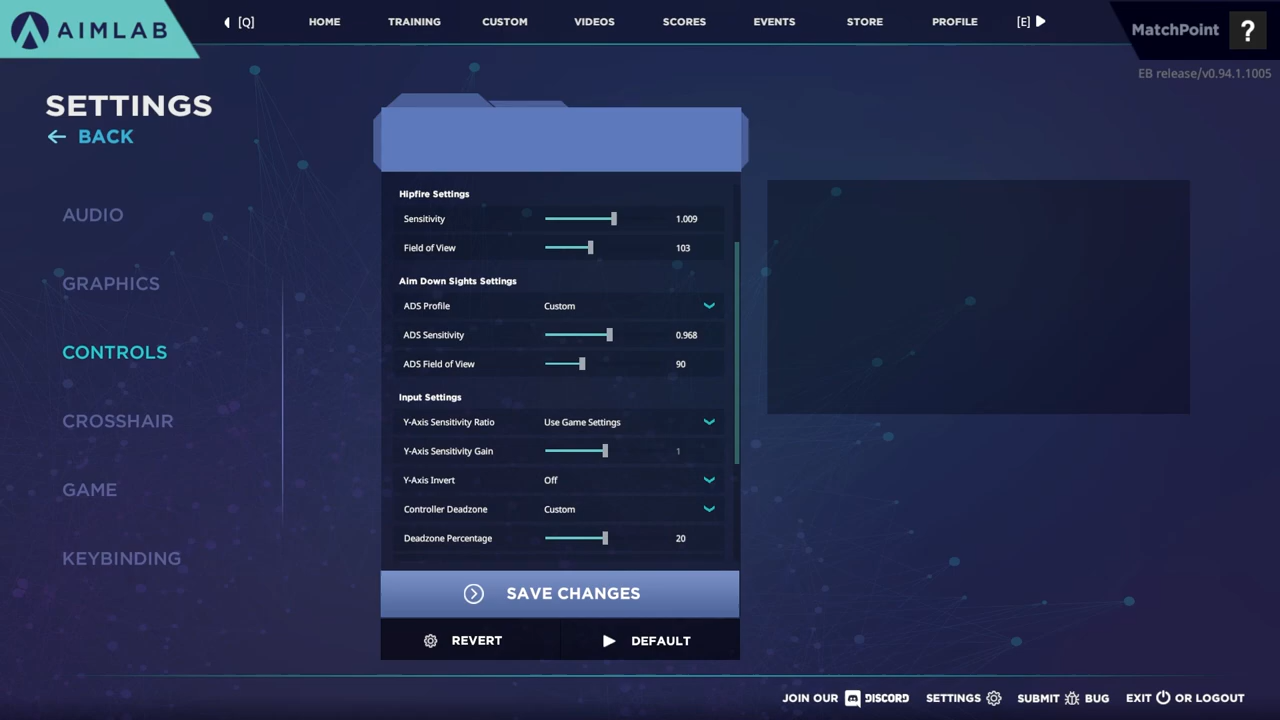 AIMLAB
[Q]
HOME
TRAINING
CUSTOM
VIDEOS
SCORES
EVENTS
STORE
PROFILE
[E]
MatchPoint
?
EB release/v0.94.1.1005
SETTINGS
BACK
AUDIO
GRAPHICS
CONTROLS
CROSSHAIR
GAME
KEYBINDING
Hipfire Settings
Sensitivity 1.009
Field of View 103
Aim Down Sights Settings
ADS Profile Custom
ADS Sensitivity 0.968
ADS Field of View 90
Input Settings
Y-Axis Sensitivity Ratio Use Game Settings
Y-Axis Sensitivity Gain 1
Y-Axis Invert Off
Controller Deadzone Custom
Deadzone Percentage 20
SAVE CHANGES
REVERT
DEFAULT
JOIN OUR DISCORD
SETTINGS
SUBMIT BUG
EXIT OR LOGOUT